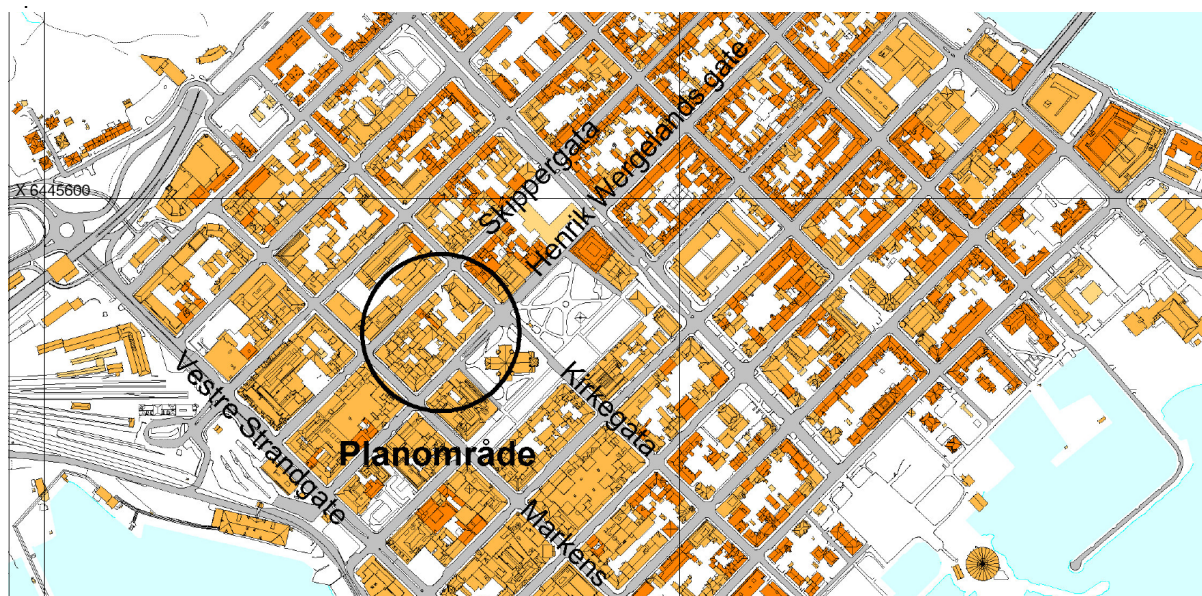 Henrik Wergelands gate
Skippergata
X 6445600
Kirkegata
Vestre-Strandgate
Planområde
Markens